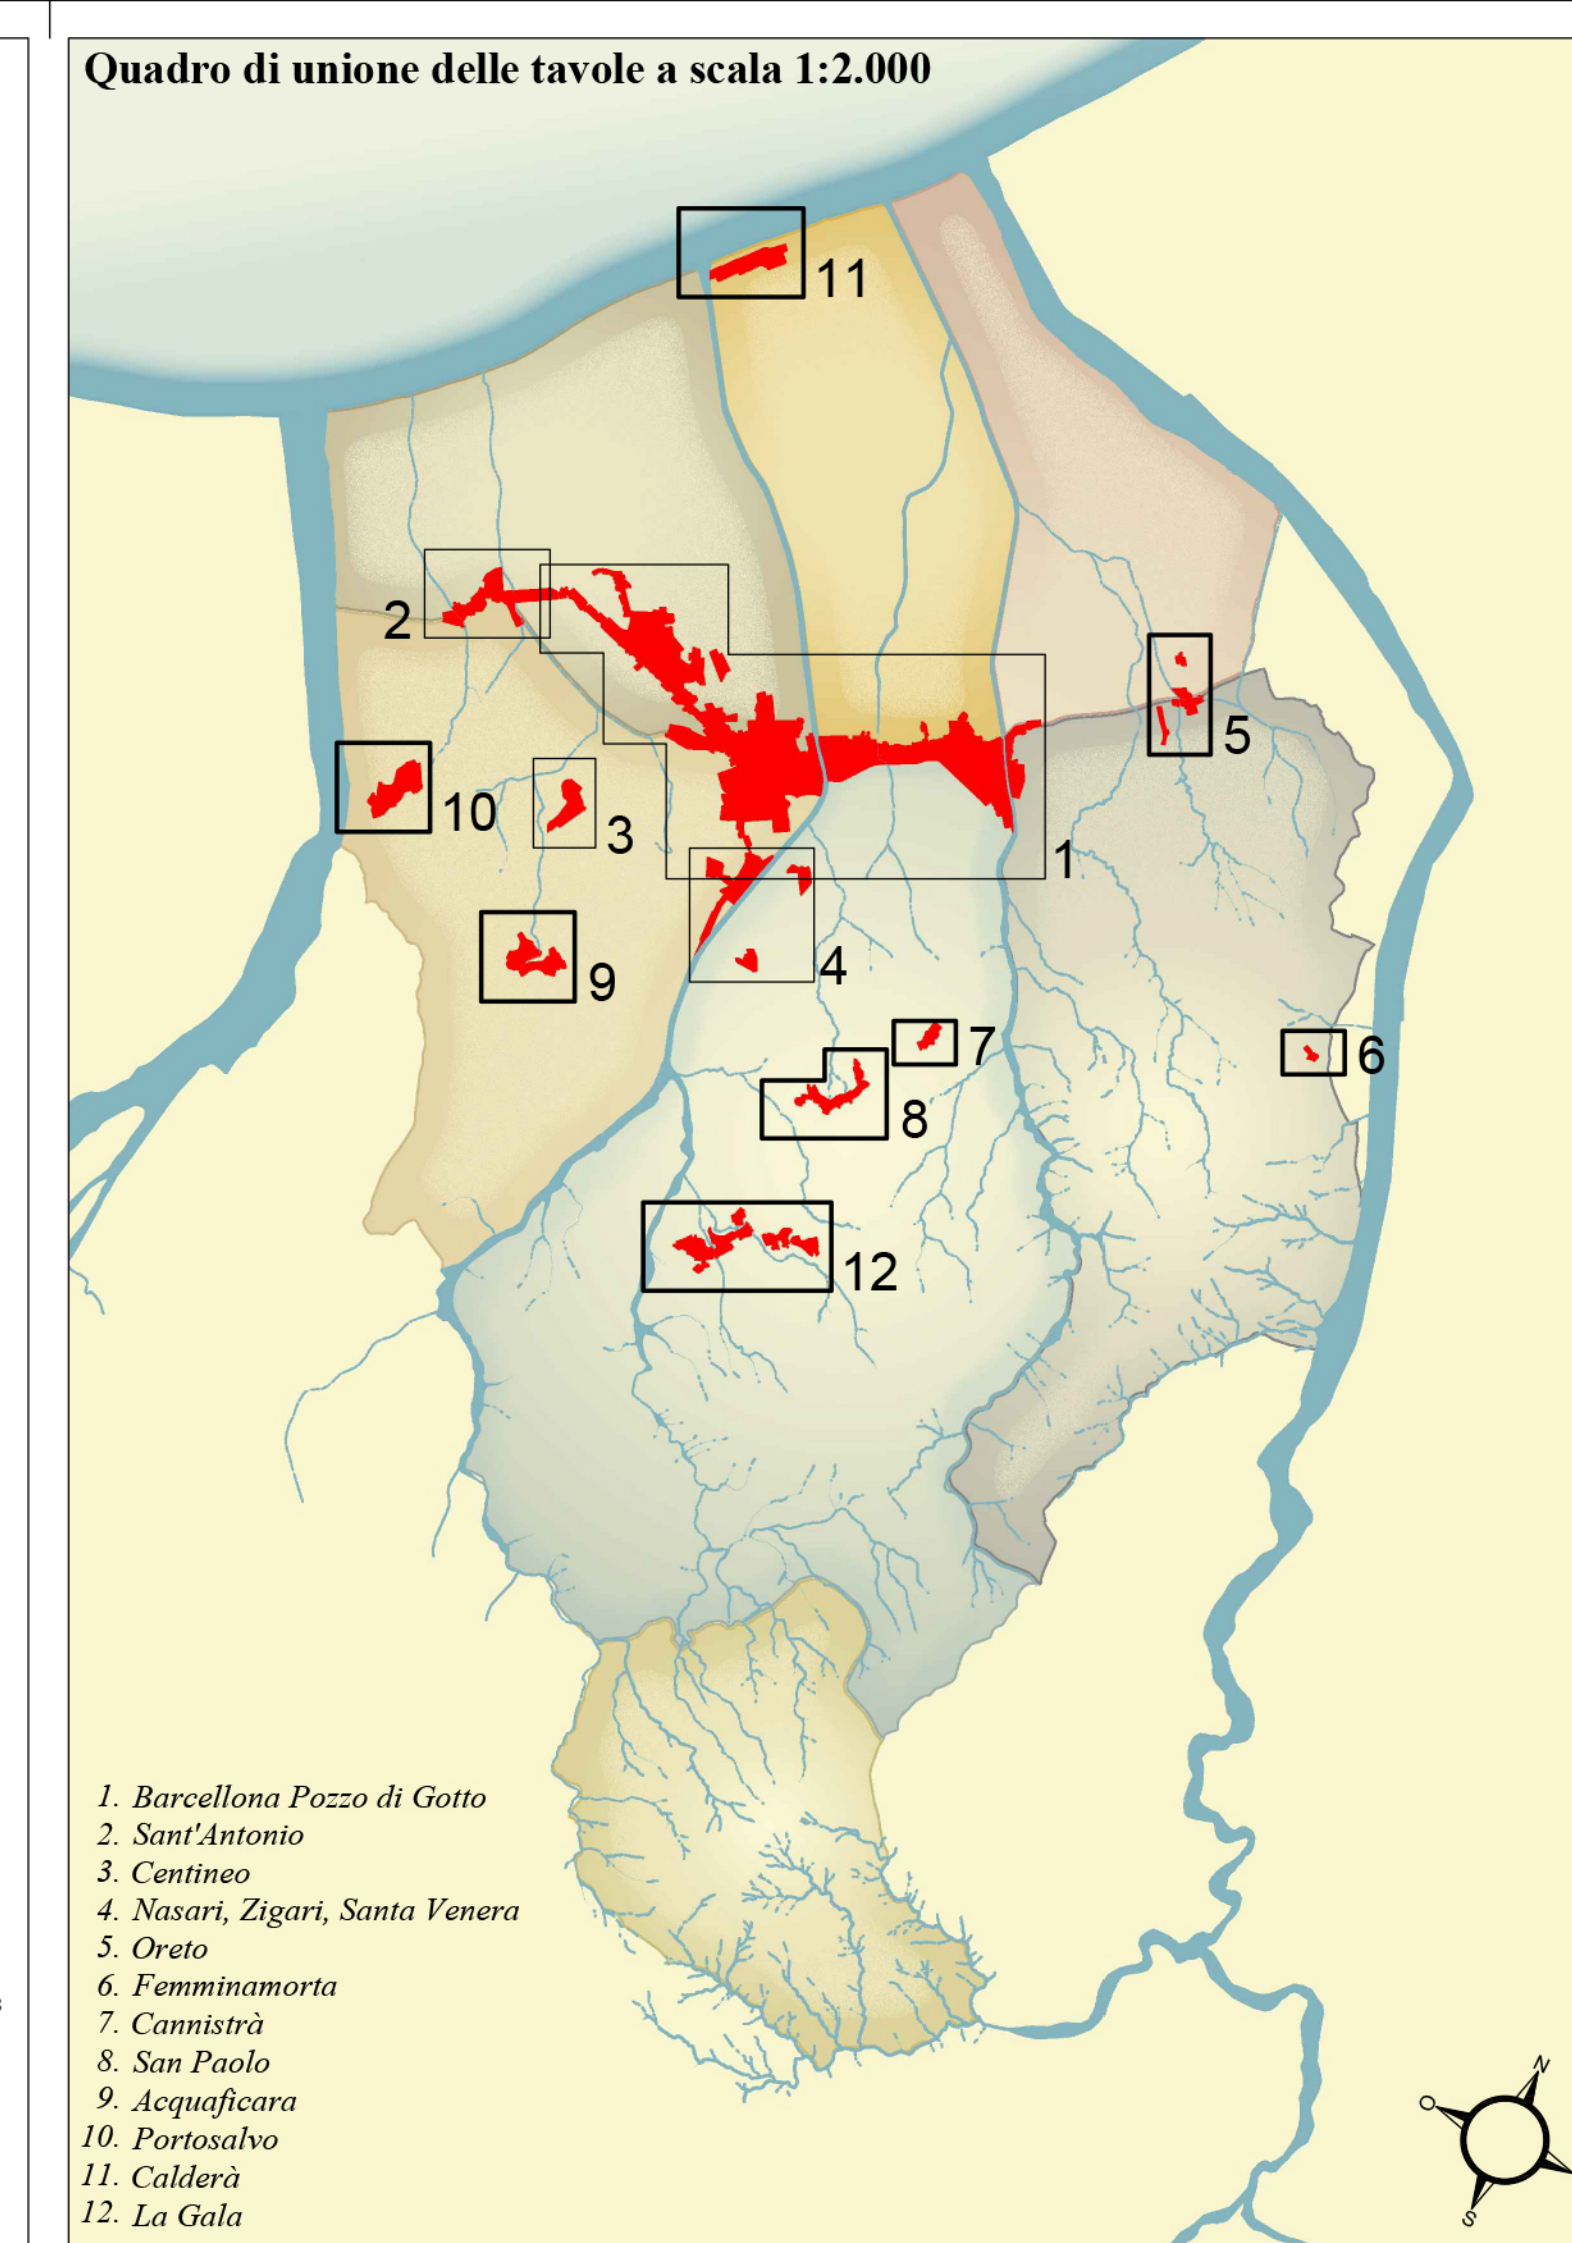 Quadro di unione delle tavole a scala 1:2.000
11
2
5
10
3
1
9
4
7
6
8
12
1. Barcellona Pozzo di Gotto
2. Sant'Antonio
3. Centineo
4. Nasari, Zigari, Santa Venera
5. Oreto
6. Femminamorta
7. Cannistrà
8. San Paolo
9. Acquaficara
10. Portosalvo
11. Calderà
12. La Gala
N
O
S